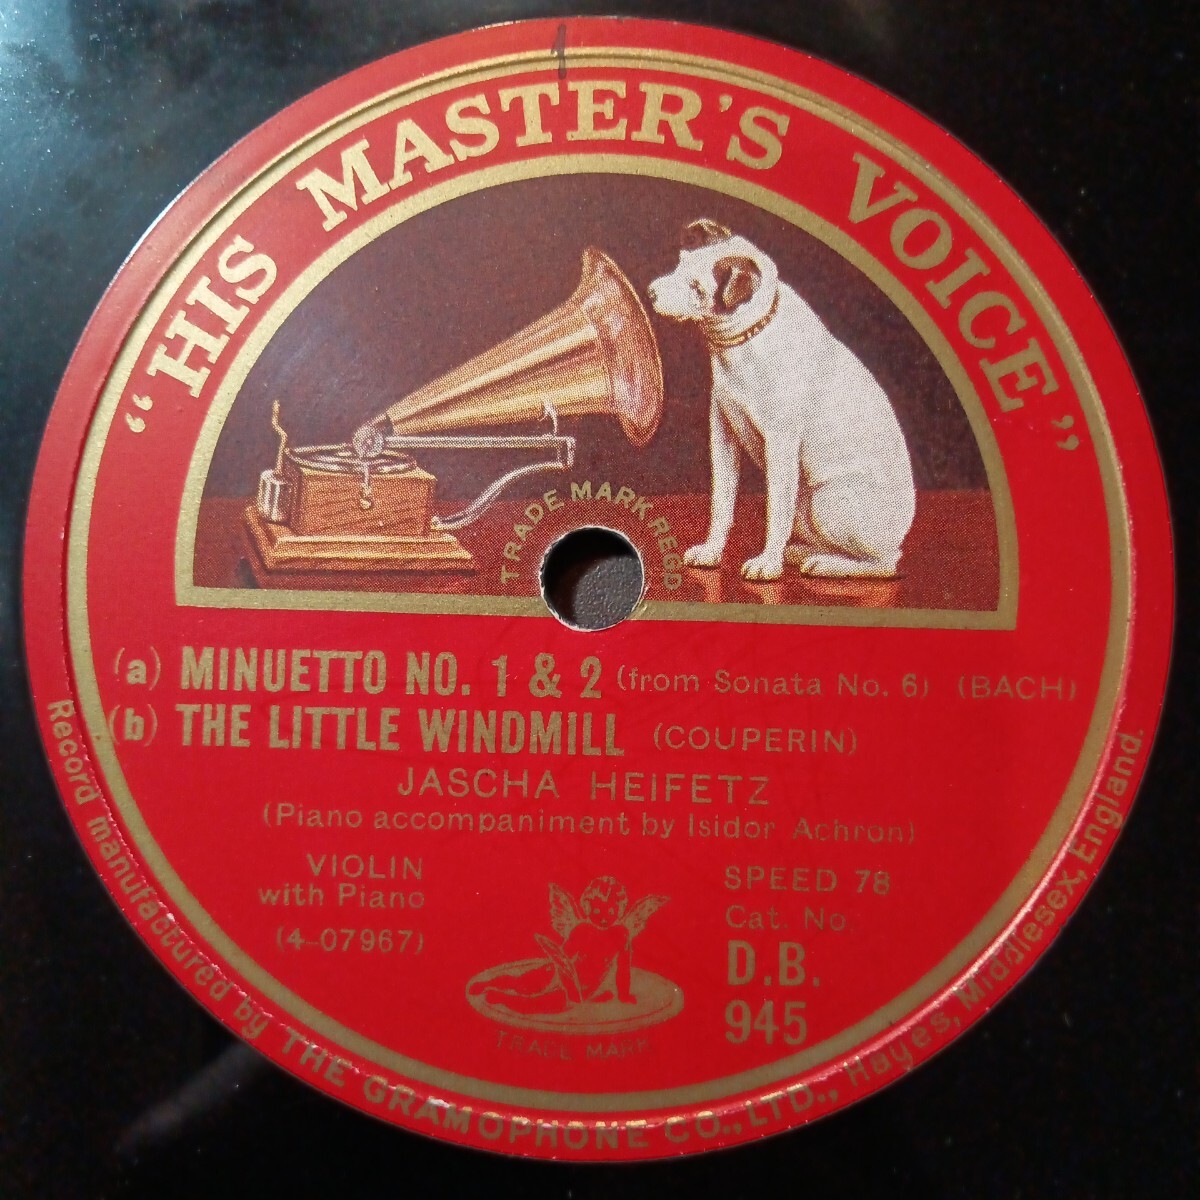 1
“HIS MASTER'S VOICE”
TRADE MARK REGD
(a) MINUETTO NO. 1 & 2 (from Sonata No. 6) (BACH)
(b) THE LITTLE WINDMILL (COUPERIN)
JASCHA HEIFETZ
(Piano accompaniment by Isidor Achron)
VIOLIN
with Piano
(4-07967)
SPEED 78
Cat. No.
D.B.
945
TRADE MARK
Record manufactured by THE GRAMOPHONE CO., LTD., Hayes, Middlesex, England.